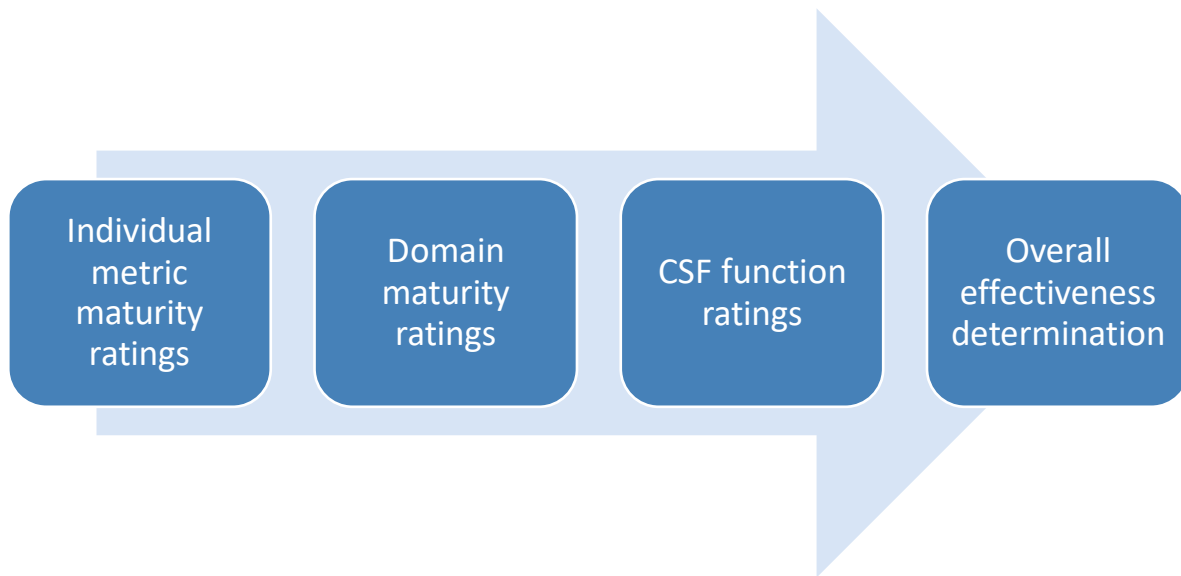 Individual
metric
maturity
ratings
Domain
maturity
ratings
CSF function
ratings
Overall
effectiveness
determination